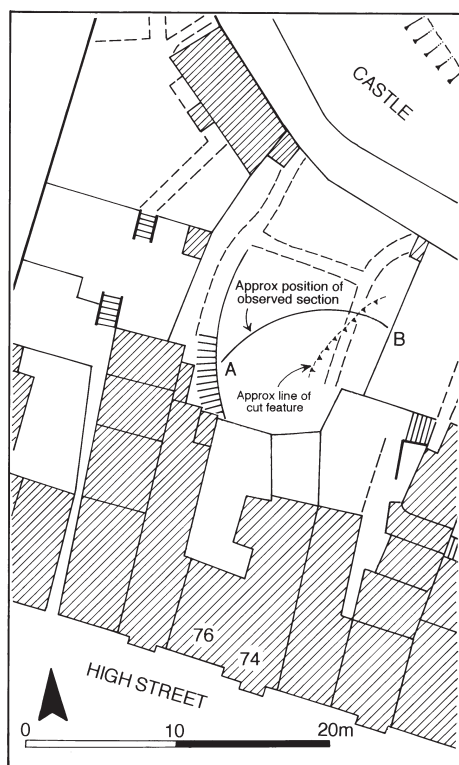 CASTLE
Approx position of
observed section
A
B
Approx line of
cut feature
76
74
HIGH STREET
0
10
20m